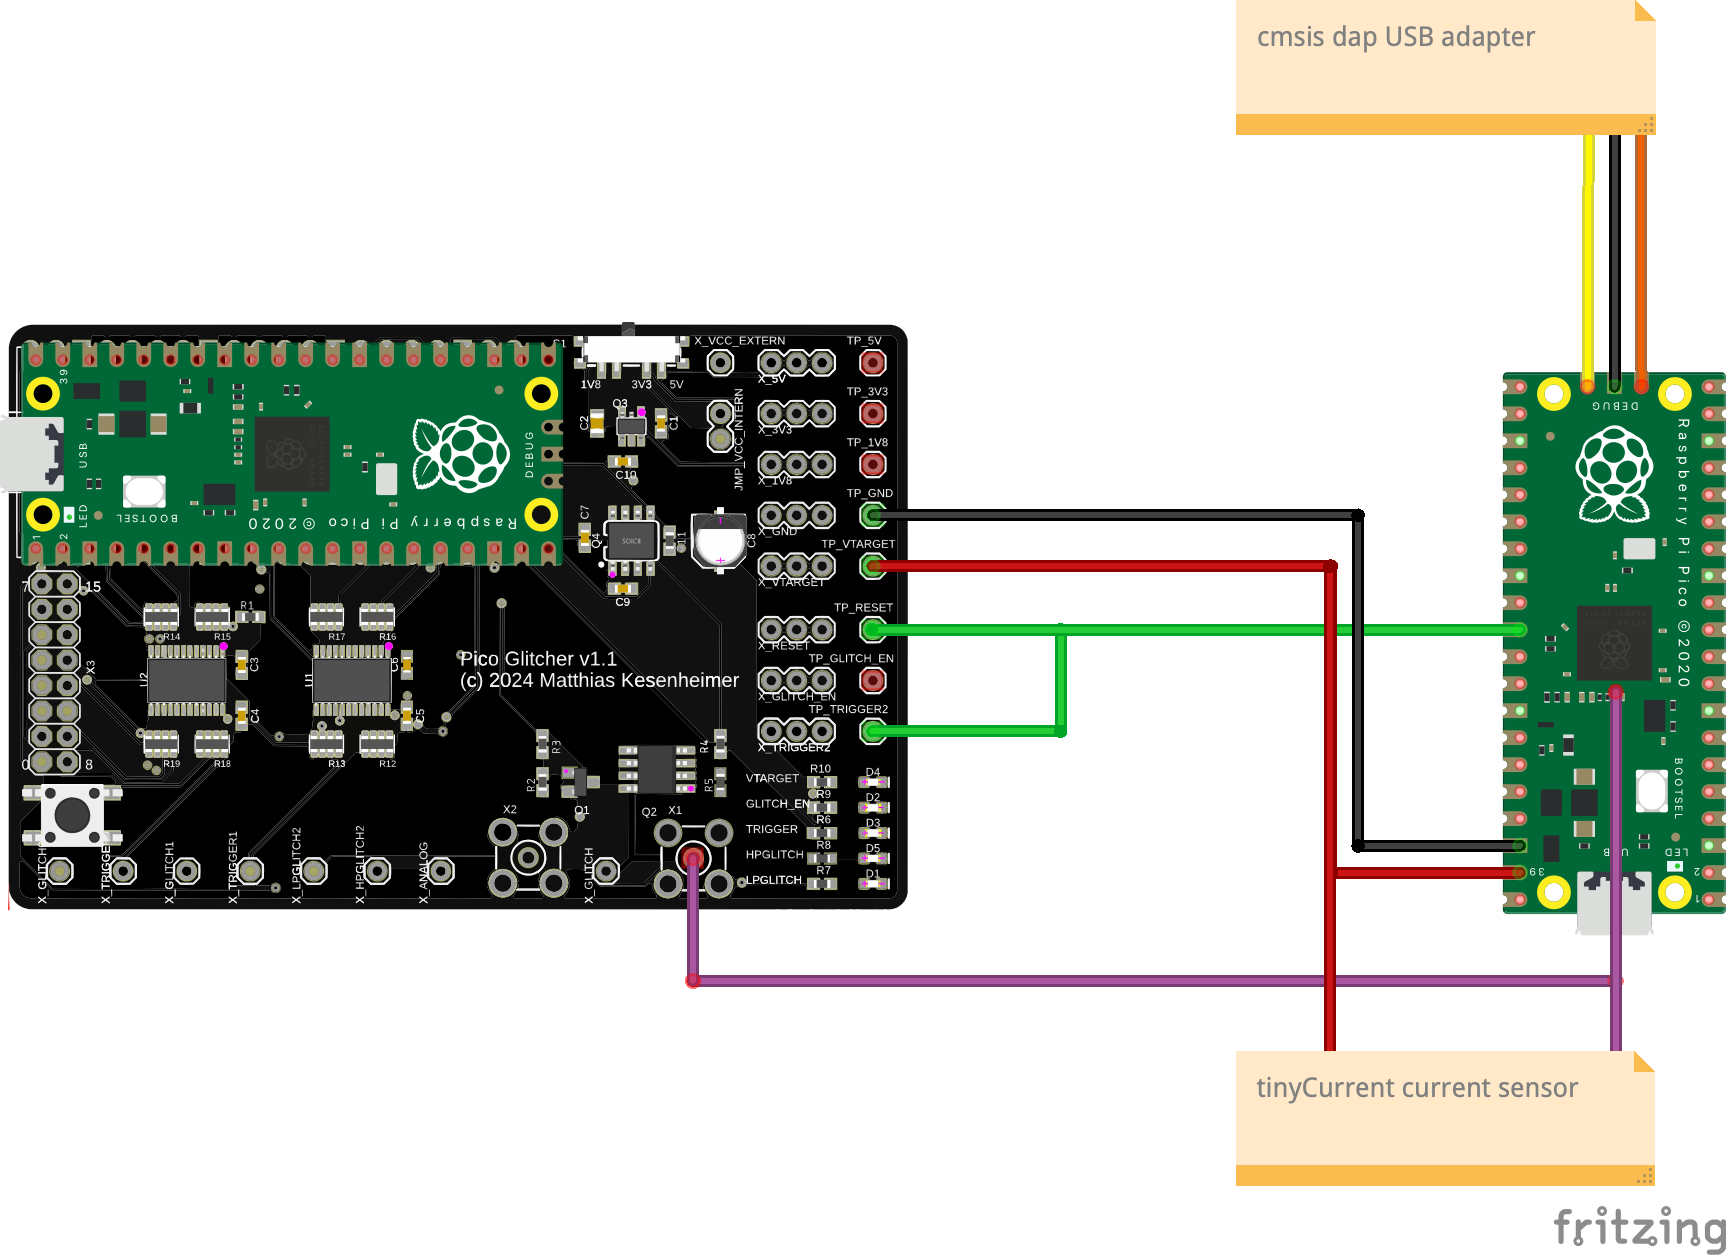 cmsis dap USB adapter
39
USB
DEBUG
LED
BOOTSEL
Raspberry Pi Pico ©2020
1
2
1V8
3V3
5V
X_VCC_EXTERN
JMP_VCC_INTERN
Q3
C2
C1
C10
C7
Q4
SOIC8
C8
C9
TP_5V
X_5V
TP_3V3
X_3V3
TP_1V8
X_1V8
TP_GND
X_GND
TP_VTARGET
X_VTARGET
TP_RESET
X_RESET
TP_GLITCH_EN
X_GLITCH_EN
TP_TRIGGER2
X_TRIGGER2
7
15
X3
0
8
R1
R14
R15
R17
R16
C3
C6
U2
U1
C4
C5
R19
R18
R13
R12
Pico Glitcher v1.1
(c) 2024 Matthias Kesenheimer
R3
R2
R4
R5
Q1
Q2
X2
X1
VTARGET
R10
D4
GLITCH_EN
R9
D2
TRIGGER
R6
D3
HPGLITCH
R8
D5
LPGLITCH
R7
D1
X_GLITCH1
X_TRIGGER1
X_LPGLITCH2
X_HPGLITCH2
X_ANALOG
X_GLITCH
DEBUG
Raspberry Pi Pico ©2020
BOOTSEL
LED
USB
39
2
1
tinyCurrent current sensor
fritzing